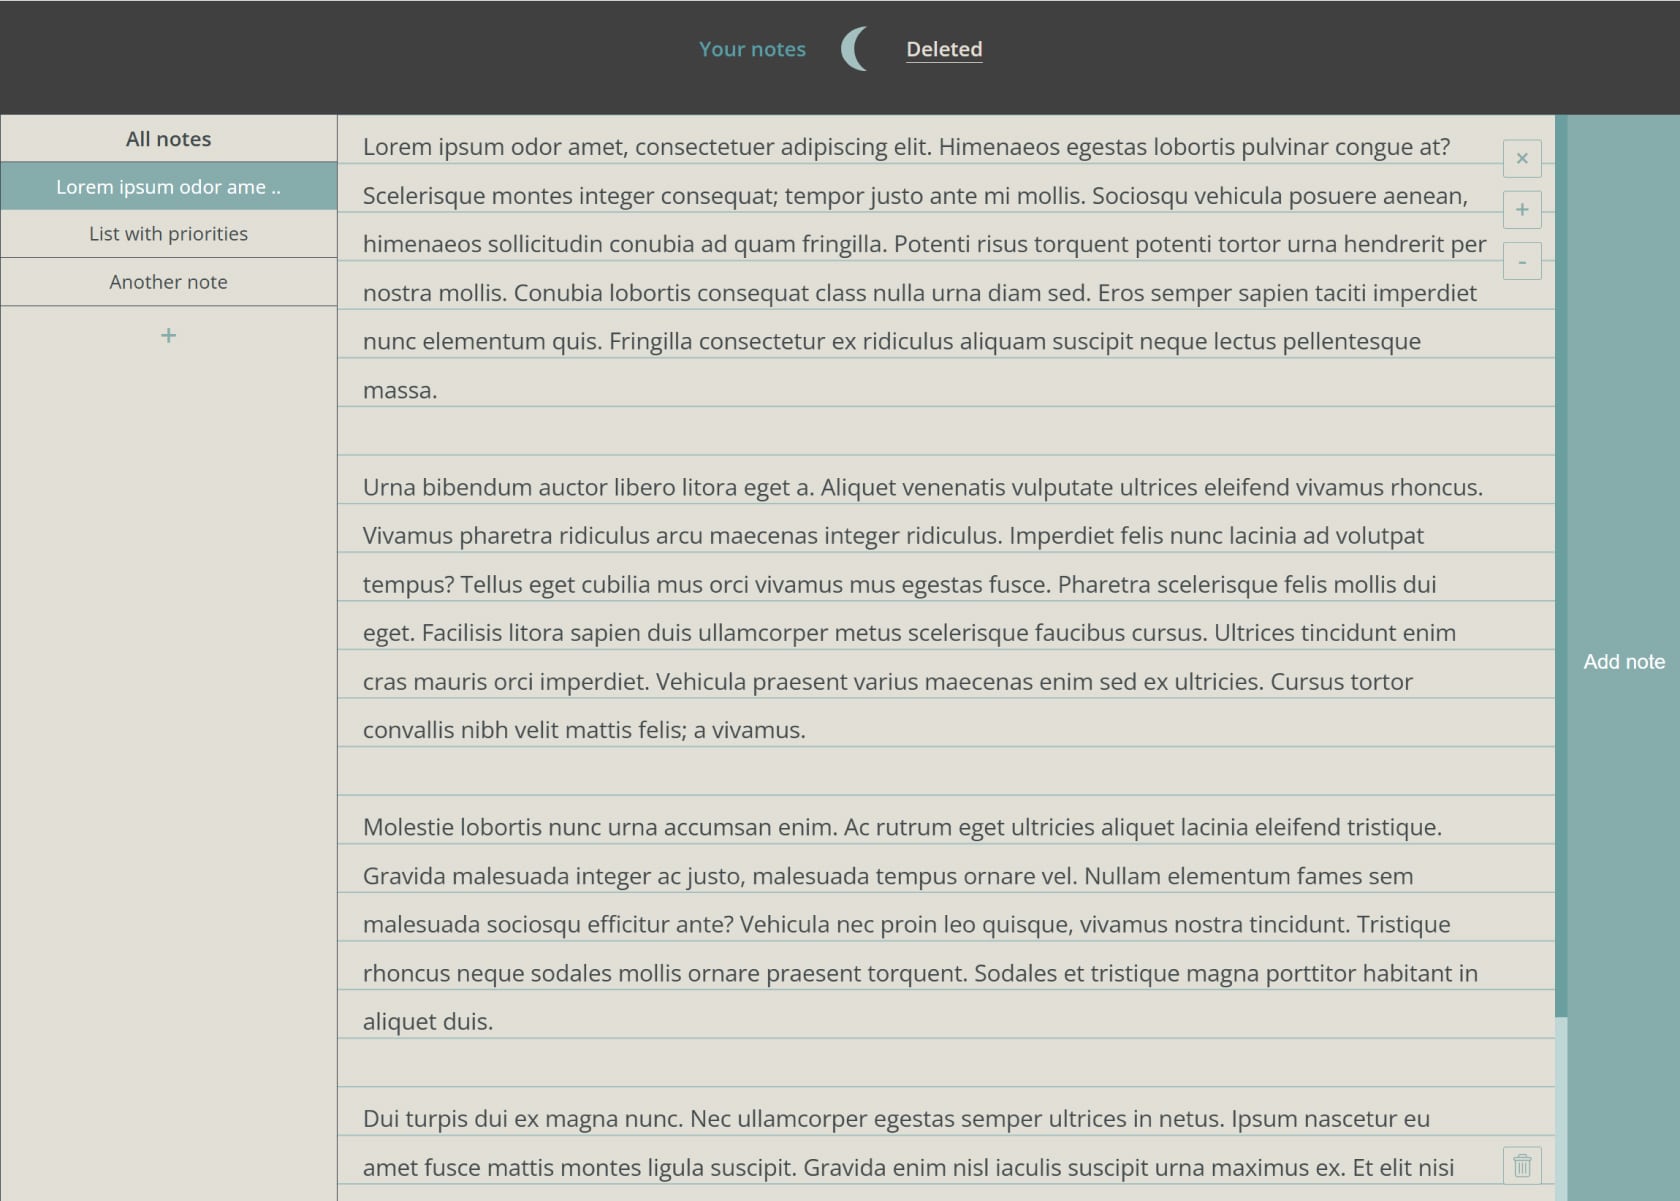 Your notes
Deleted
All notes
Lorem ipsum odor ame ..
List with priorities
Another note
+
Lorem ipsum odor amet, consectetuer adipiscing elit. Himenaeos egestas lobortis pulvinar congue at?
Scelerisque montes integer consequat; tempor justo ante mi mollis. Sociosqu vehicula posuere aenean,
himenaeos sollicitudin conubia ad quam fringilla. Potenti risus torquent potenti tortor urna hendrerit per
nostra mollis. Conubia lobortis consequat class nulla urna diam sed. Eros semper sapien taciti imperdiet
nunc elementum quis. Fringilla consectetur ex ridiculus aliquam suscipit neque lectus pellentesque
massa.
Urna bibendum auctor libero litora eget a. Aliquet venenatis vulputate ultrices eleifend vivamus rhoncus.
Vivamus pharetra ridiculus arcu maecenas integer ridiculus. Imperdiet felis nunc lacinia ad volutpat
tempus? Tellus eget cubilia mus orci vivamus mus egestas fusce. Pharetra scelerisque felis mollis dui
eget. Facilisis litora sapien duis ullamcorper metus scelerisque faucibus cursus. Ultrices tincidunt enim
cras mauris orci imperdiet. Vehicula praesent varius maecenas enim sed ex ultricies. Cursus tortor
convallis nibh velit mattis felis; a vivamus.
Molestie lobortis nunc urna accumsan enim. Ac rutrum eget ultricies aliquet lacinia eleifend tristique.
Gravida malesuada integer ac justo, malesuada tempus ornare vel. Nullam elementum fames sem
malesuada sociosqu efficitur ante? Vehicula nec proin leo quisque, vivamus nostra tincidunt. Tristique
rhoncus neque sodales mollis ornare praesent torquent. Sodales et tristique magna porttitor habitant in
aliquet duis.
Dui turpis dui ex magna nunc. Nec ullamcorper egestas semper ultrices in netus. Ipsum nascetur eu
amet fusce mattis montes ligula suscipit. Gravida enim nisl iaculis suscipit urna maximus ex. Et elit nisi
×
+
-
Add note